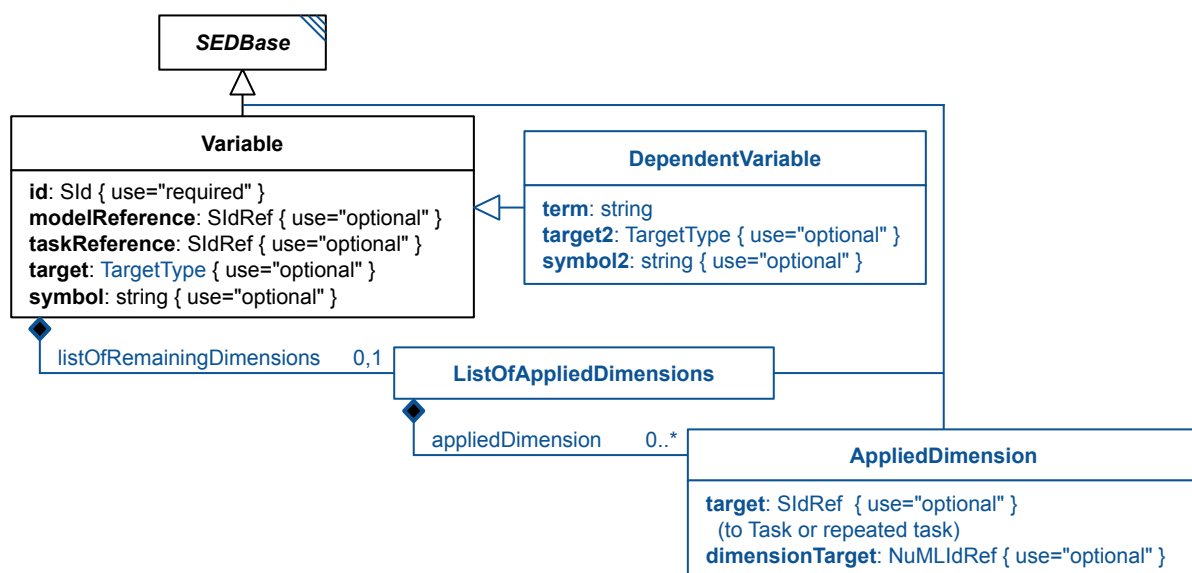 SEDBase
Variable
id: SId { use="required" }
modelReference: SIdRef { use="optional" }
taskReference: SIdRef { use="optional" }
target: TargetType { use="optional" }
symbol: string { use="optional" }
DependentVariable
term: string
target2: TargetType { use="optional" }
symbol2: string { use="optional" }
listOfRemainingDimensions 0,1
ListOfAppliedDimensions
appliedDimension 0..*
AppliedDimension
target: SIdRef { use="optional" }
(to Task or repeated task)
dimensionTarget: NuMLIdRef { use="optional" }